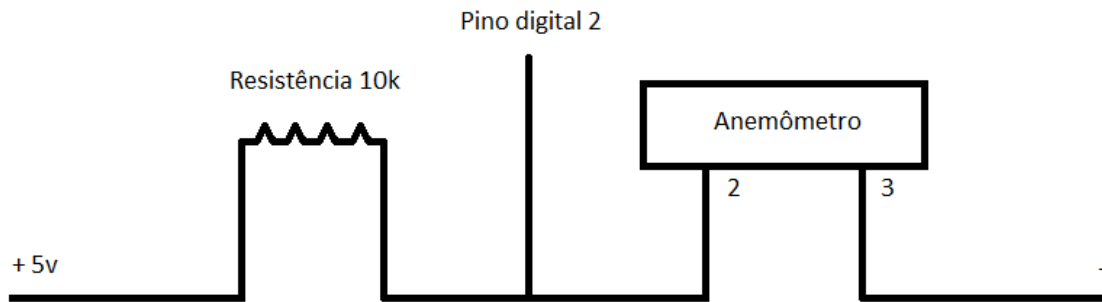 Pino digital 2
Resistência 10k
Anemômetro
2
3
+ 5v
-